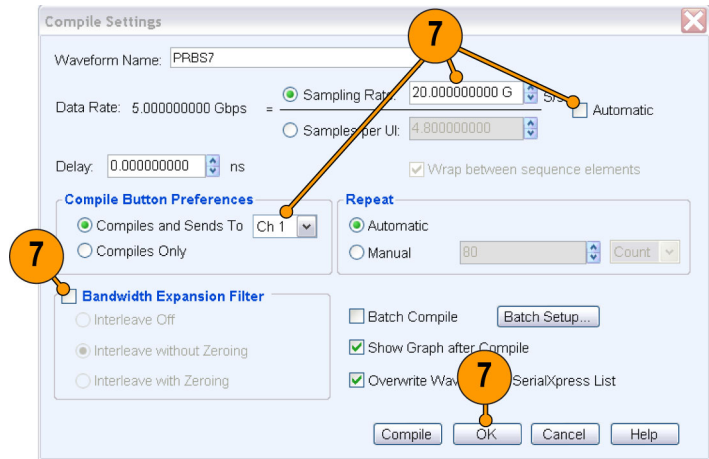 Compile Settings
7
Waveform Name: PRBS7
Data Rate: 5.000000000 Gbps = Sampling Rate: 20.000000000 G S/s
Automatic
Samples per UI: 4.800000000
Delay: 0.000000000 ns
Wrap between sequence elements
Compile Button Preferences
Compiles and Sends To Ch 1
Compiles Only
Repeat
Automatic
Manual 80 Count
7
Bandwidth Expansion Filter
Interleave Off
Interleave without Zeroing
Interleave with Zeroing
Batch Compile Batch Setup...
Show Graph after Compile
Overwrite SerialXpress List
7
Compile OK Cancel Help